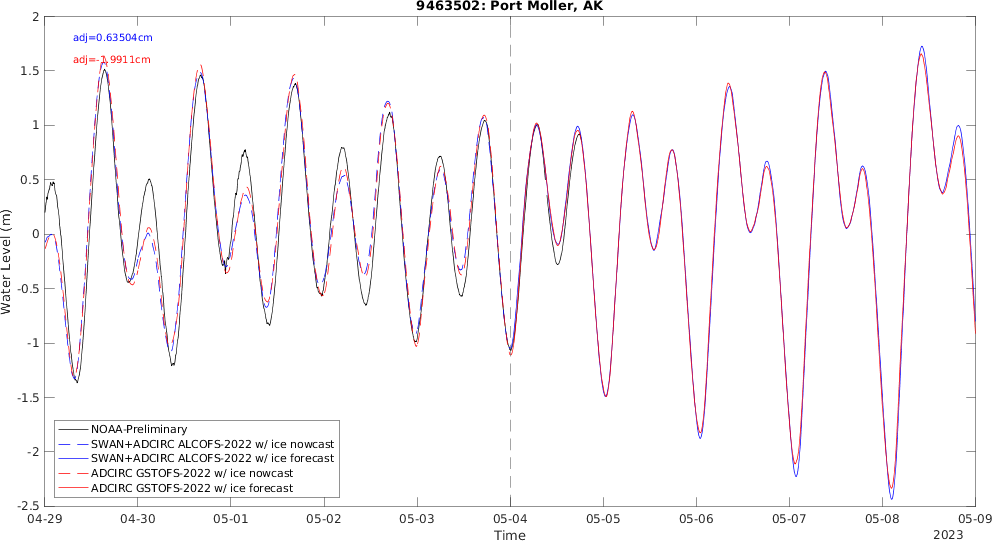 9463502: Port Moller, AK
adj=0.63504cm
adj=-1.9911cm
2
1.5
1
0.5
0
-0.5
-1
-1.5
-2
-2.5
Water Level (m)
NOAA-Preliminary
SWAN+ADCIRC ALCOFS-2022 w/ ice nowcast
SWAN+ADCIRC ALCOFS-2022 w/ ice forecast
ADCIRC GSTOFS-2022 w/ ice nowcast
ADCIRC GSTOFS-2022 w/ ice forecast
04-29 04-30 05-01 05-02 05-03 05-04 05-05 05-06 05-07 05-08 05-09
Time
2023